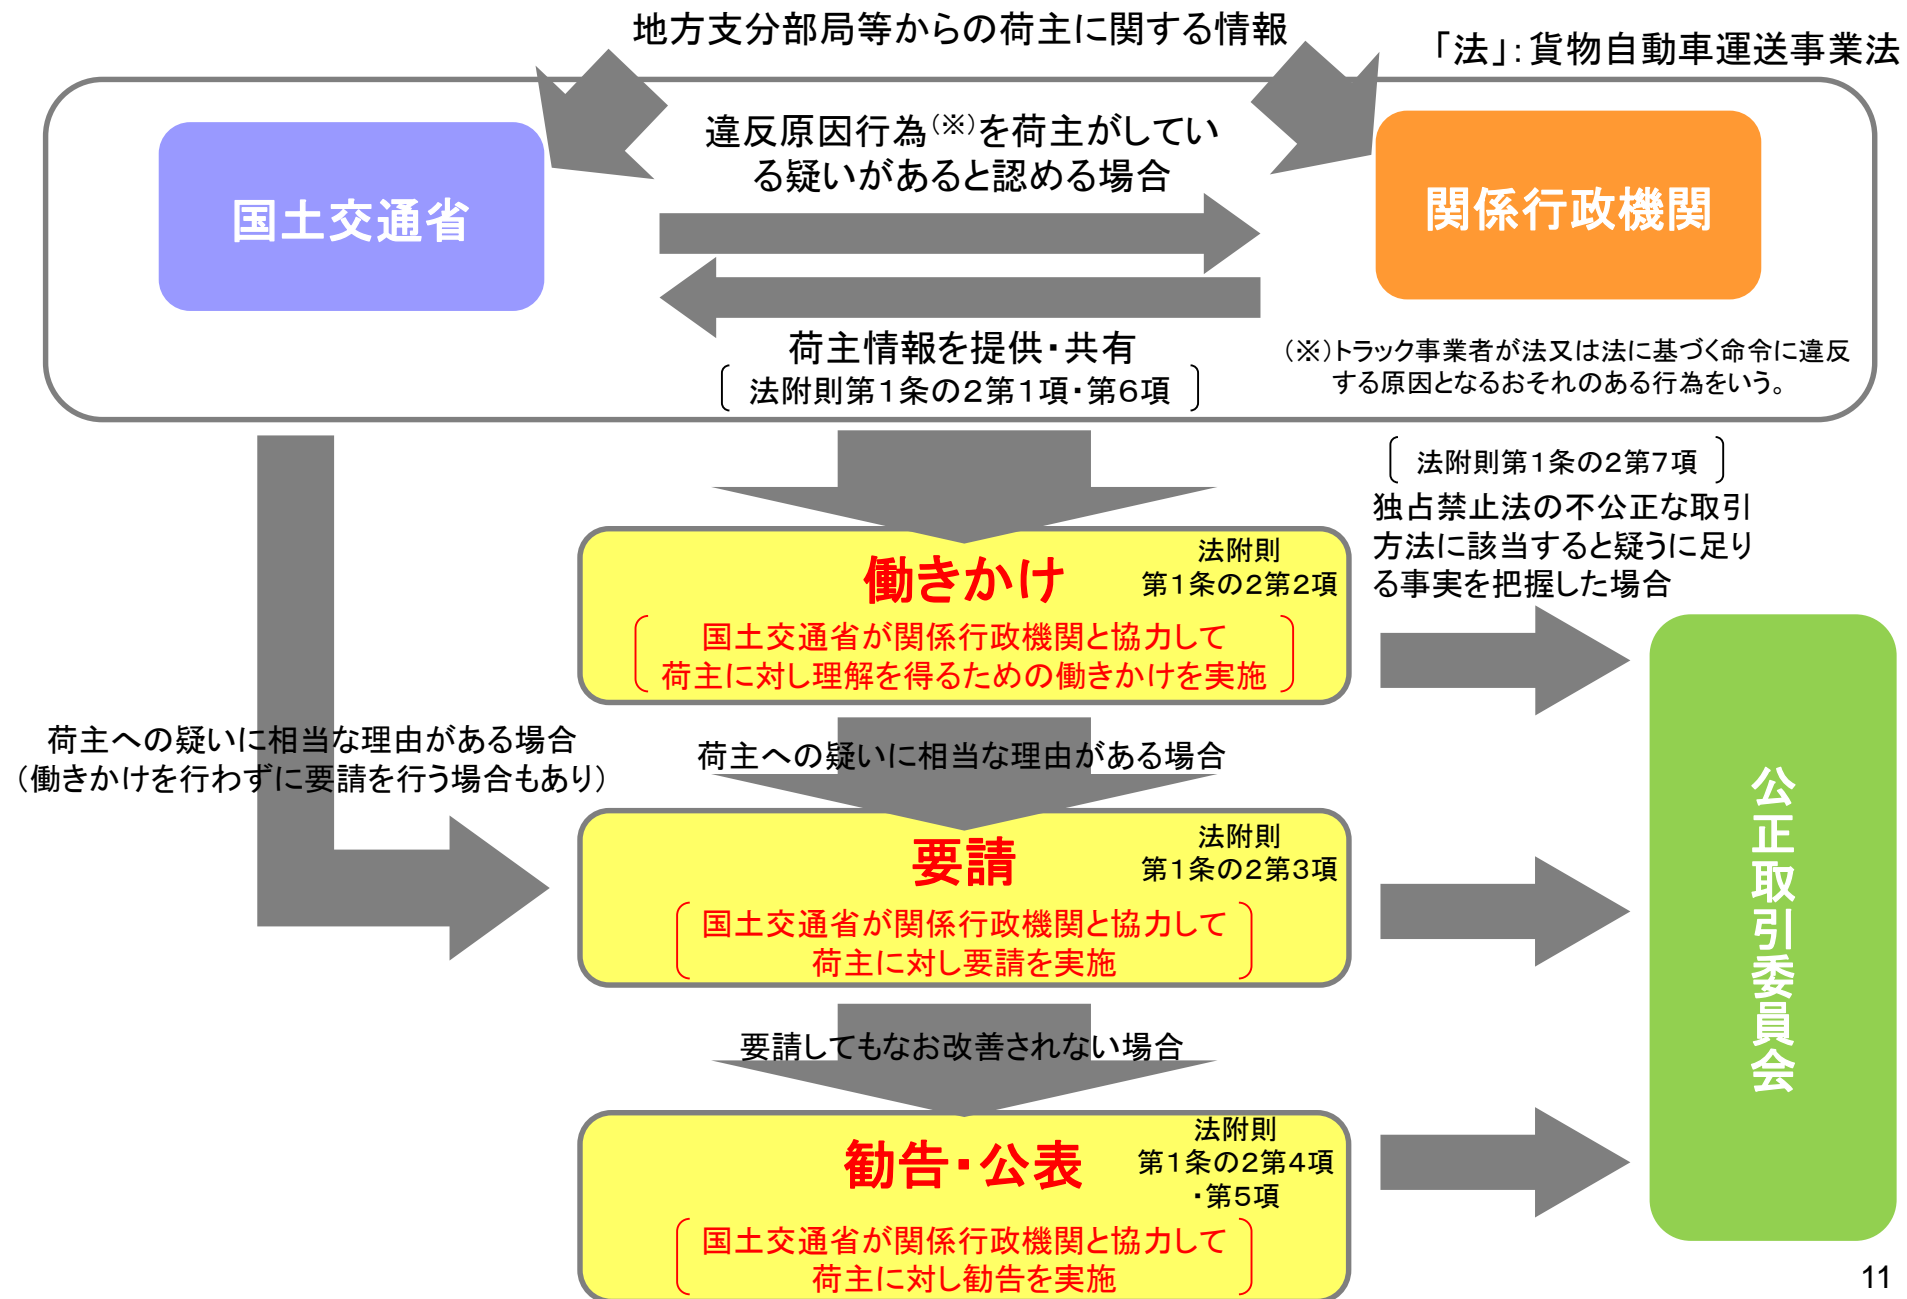 地方支分部局等からの荷主に関する情報
「法」：貨物自動車運送事業法
違反原因行為（※）を荷主がしてい
る疑いがあると認める場合
国土交通省
関係行政機関
荷主情報を提供・共有
法附則第１条の２第１項・第６項
（※）トラック事業者が法又は法に基づく命令に違反
する原因となるおそれのある行為をいう。
法附則第１条の２第７項
独占禁止法の不公正な取引
方法に該当すると疑うに足り
る事実を把握した場合
働きかけ
法附則
第１条の２第２項
国土交通省が関係行政機関と協力して
荷主に対し理解を得るための働きかけを実施
荷主への疑いに相当な理由がある場合
（働きかけを行わずに要請を行う場合もあり）
荷主への疑いに相当な理由がある場合
要請
法附則
第１条の２第３項
国土交通省が関係行政機関と協力して
荷主に対し要請を実施
公正取引委員会
要請してもなお改善されない場合
勧告・公表
法附則
第１条の２第４項
・第５項
国土交通省が関係行政機関と協力して
荷主に対し勧告を実施
11